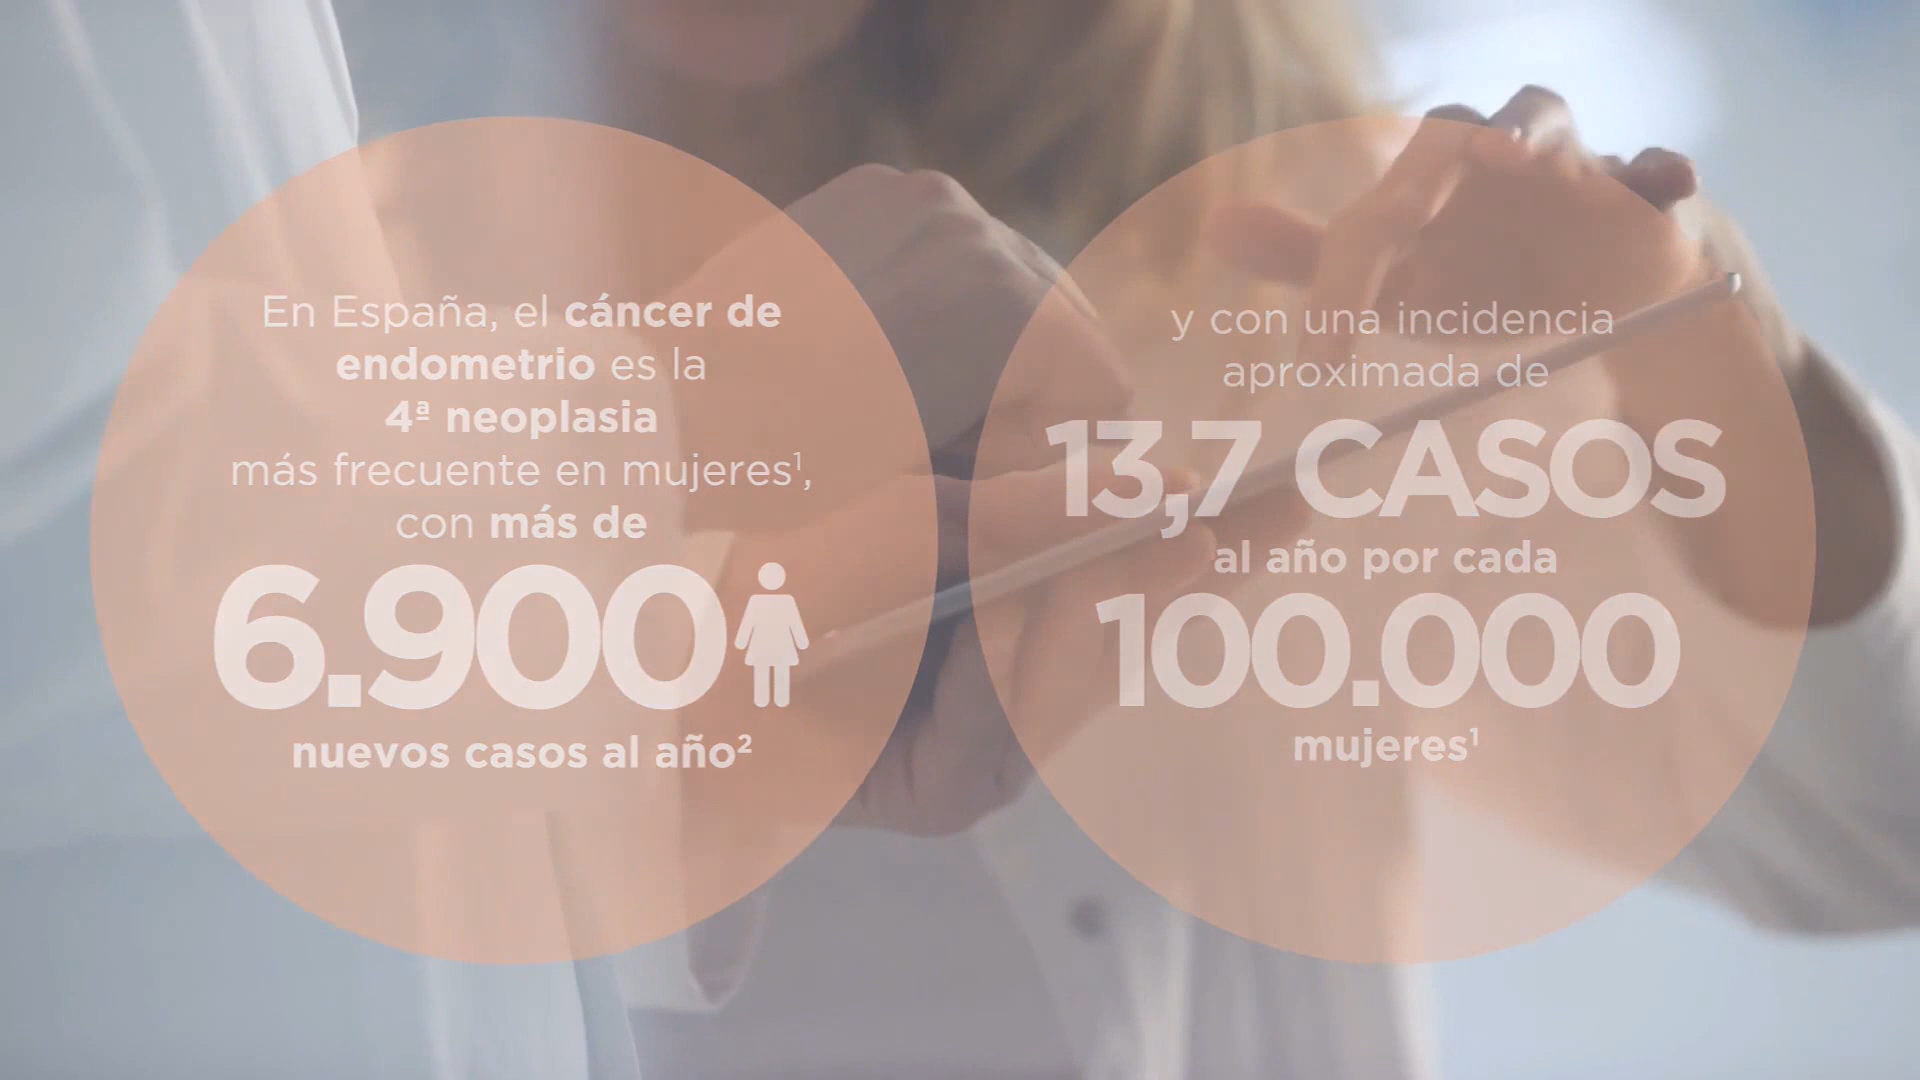 En España, el cáncer de
endometrio es la
4ª neoplasia
más frecuente en mujeres¹,
con más de
6.900
nuevos casos al año²
y con una incidencia
aproximada de
13,7 CASOS
al año por cada
100.000
mujeres¹